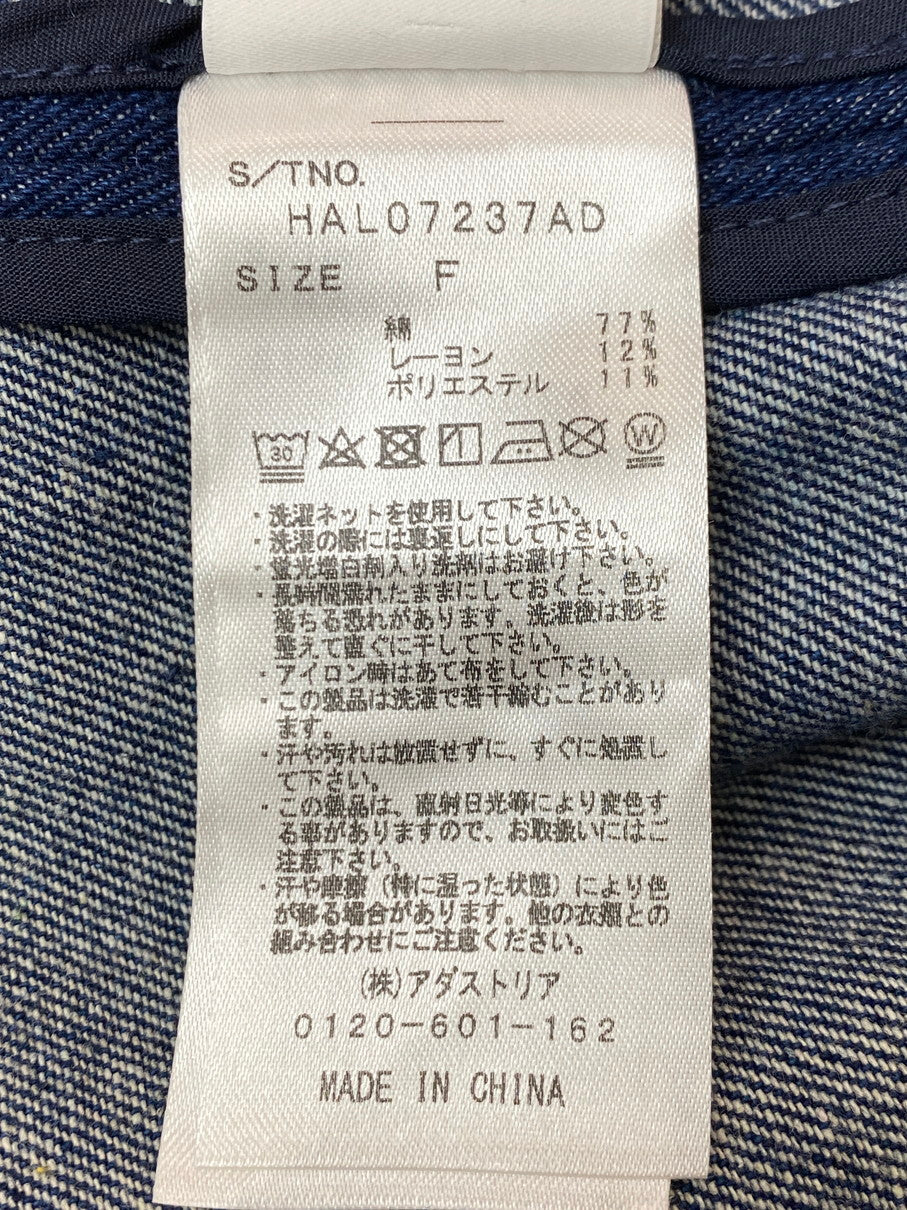 S/TNO.
HAL07237AD
SIZE F
綿 77%
レーヨン 12%
ポリエステル 11%
30 W
・洗濯ネットを使用して下さい。
・洗濯の際には裏返しにして下さい。
・蛍光増白剤入り洗剤はお避け下さい。
・長時間濡れたままにしておくと、色が
落ちる恐れがあります。洗濯後は形を
整えて直ぐに干して下さい。
・アイロン時はあて布をして下さい。
・この製品は洗濯で若干縮むことがあり
ます。
・汗や汚れは放置せずに、すぐに処置し
て下さい。
・この製品は、直射日光等により変色す
る事がありますので、お取扱いにはご
注意下さい。
・汗や摩擦（特に湿った状態）により色
が移る場合があります。他の衣類との
組み合わせにご注意ください。
(株)アダストリア
0120-601-162
MADE IN CHINA